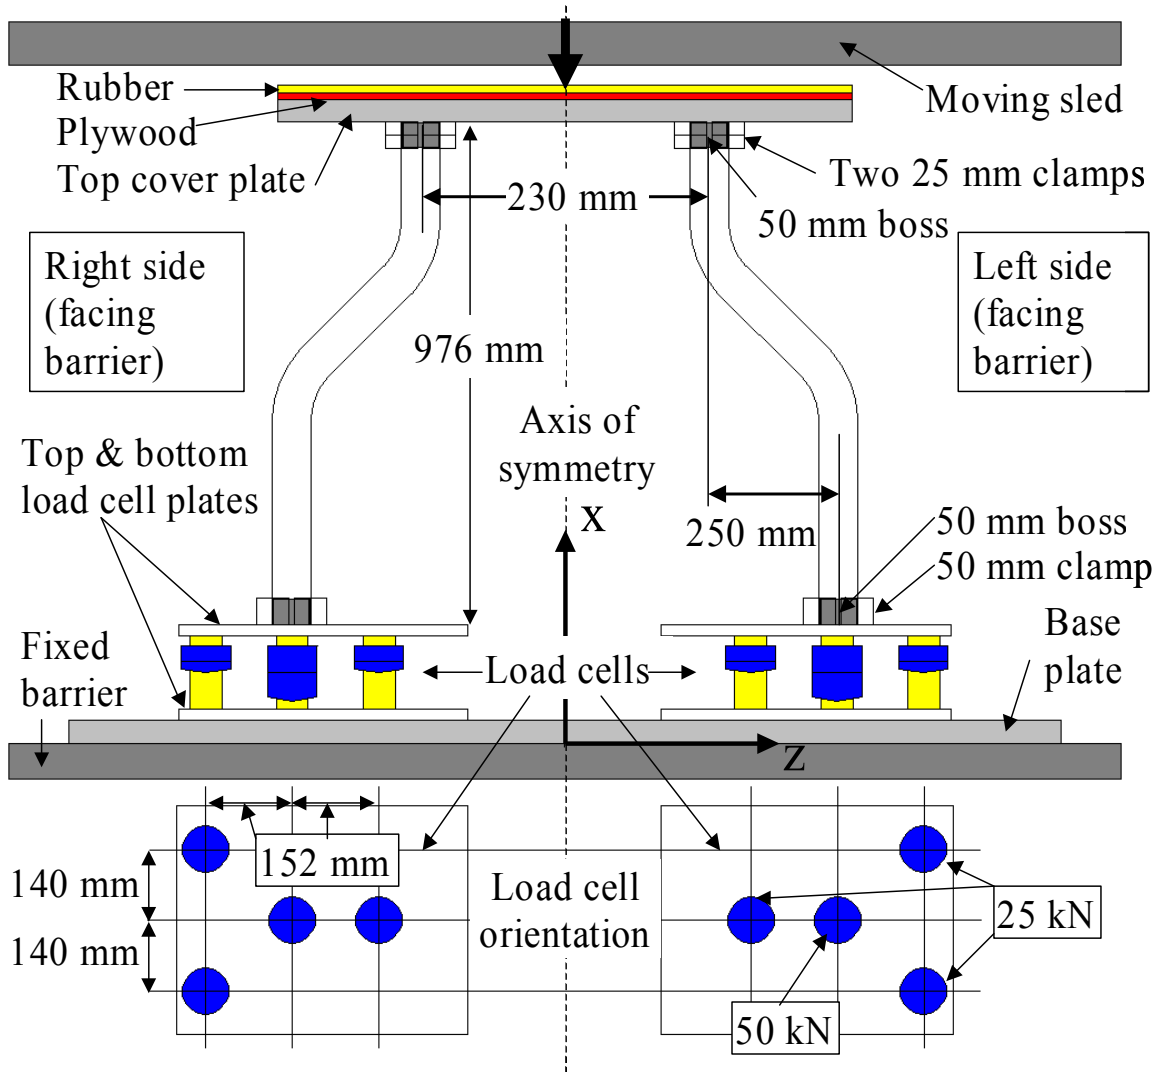 Rubber
Plywood
Top cover plate
Moving sled
Two 25 mm clamps
50 mm boss
230 mm
Right side
(facing
barrier)
Left side
(facing
barrier)
976 mm
Axis of
symmetry
X
Top & bottom
load cell plates
250 mm
50 mm boss
50 mm clamp
Base
plate
Fixed
barrier
Load cells
Z
152 mm
140 mm
140 mm
Load cell
orientation
25 kN
50 kN